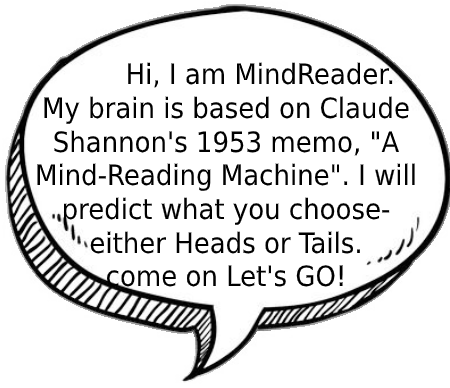 Hi, I am MindReader.
My brain is based on Claude
Shannon's 1953 memo, "A
Mind-Reading Machine". I will
predict what you choose-
either Heads or Tails.
come on Let's GO!